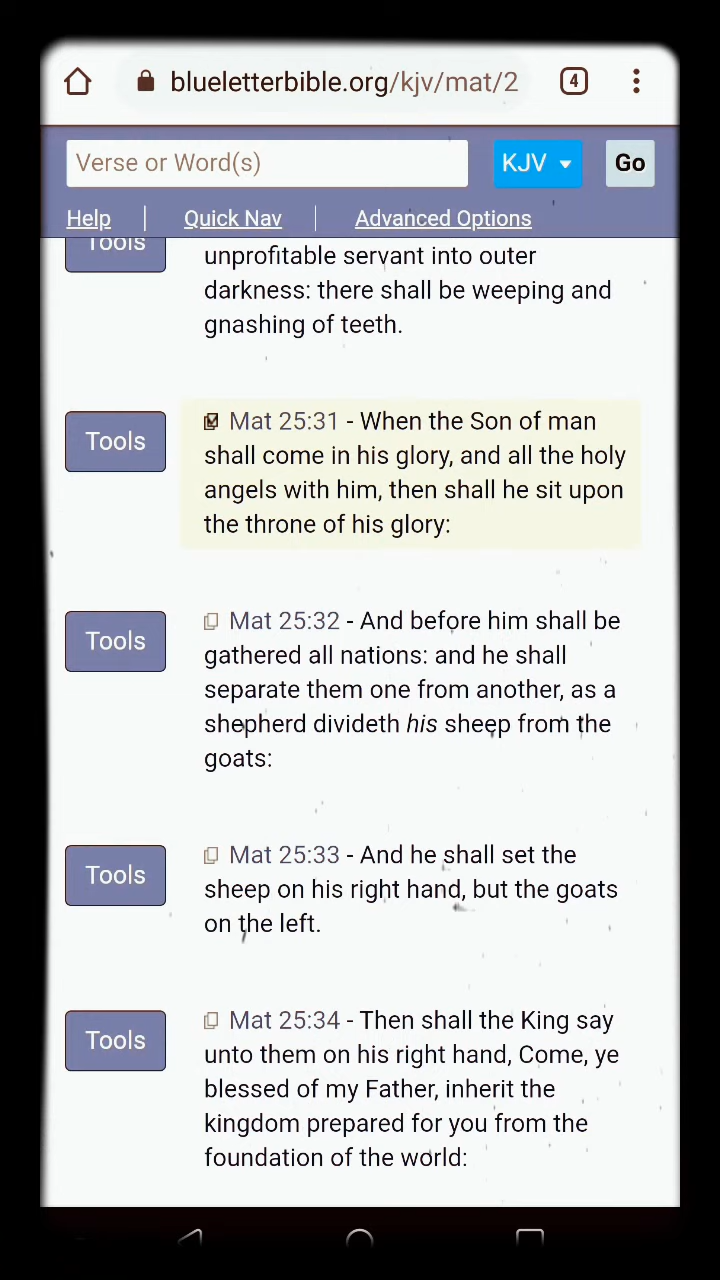 blueletterbible.org/kjv/mat/2 4
Verse or Word(s) KJV Go
Help | Quick Nav | Advanced Options
Tools
unprofitable servant into outer
darkness: there shall be weeping and
gnashing of teeth.
Tools
Mat 25:31 - When the Son of man
shall come in his glory, and all the holy
angels with him, then shall he sit upon
the throne of his glory:
Tools
Mat 25:32 - And before him shall be
gathered all nations: and he shall
separate them one from another, as a
shepherd divideth his sheep from the
goats:
Tools
Mat 25:33 - And he shall set the
sheep on his right hand, but the goats
on the left.
Tools
Mat 25:34 - Then shall the King say
unto them on his right hand, Come, ye
blessed of my Father, inherit the
kingdom prepared for you from the
foundation of the world: